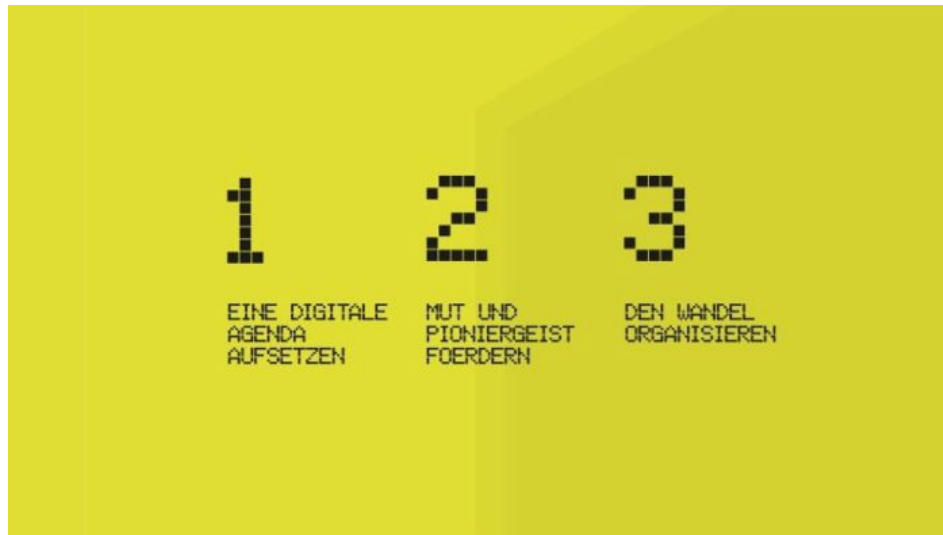 1
EINE DIGITALE
AGENDA
AUFSETZEN
2
MUT UND
PIONIERGEIST
FOERDERN
3
DEN WANDEL
ORGANISIEREN